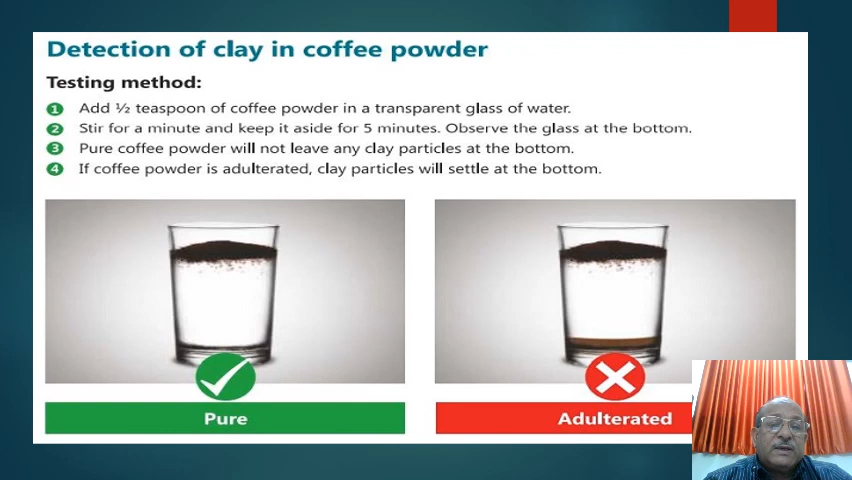 Detection of clay in coffee powder
Testing method:
1 Add ½ teaspoon of coffee powder in a transparent glass of water.
2 Stir for a minute and keep it aside for 5 minutes. Observe the glass at the bottom.
3 Pure coffee powder will not leave any clay particles at the bottom.
4 If coffee powder is adulterated, clay particles will settle at the bottom.
Pure
Adulterated